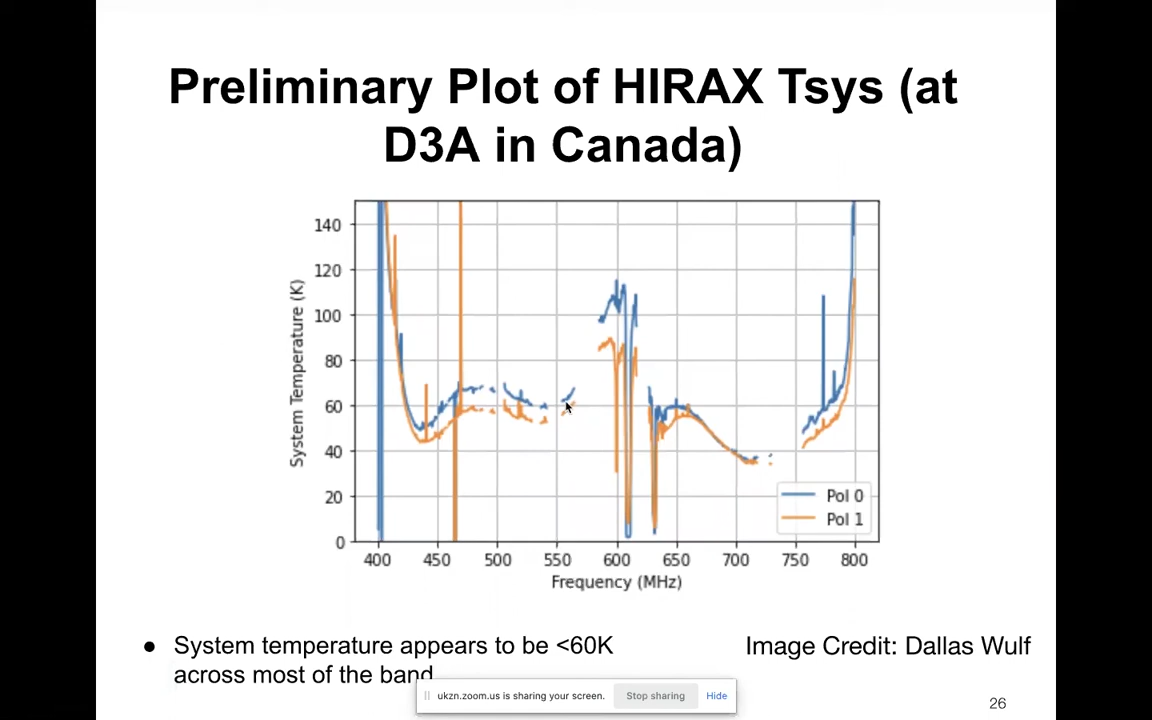 Preliminary Plot of HIRAX Tsys (at
D3A in Canada)
140
120
100
80
60
40
20
0
System Temperature (K)
400 450 500 550 600 650 700 750 800
Frequency (MHz)
Pol 0
Pol 1
● System temperature appears to be <60K
across most of the band
Image Credit: Dallas Wulf
ukzn.zoom.us is sharing your screen. Stop sharing Hide
26